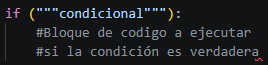 if ("""condicional"""):
#Bloque de codigo a ejecutar
#si la condición es verdadera